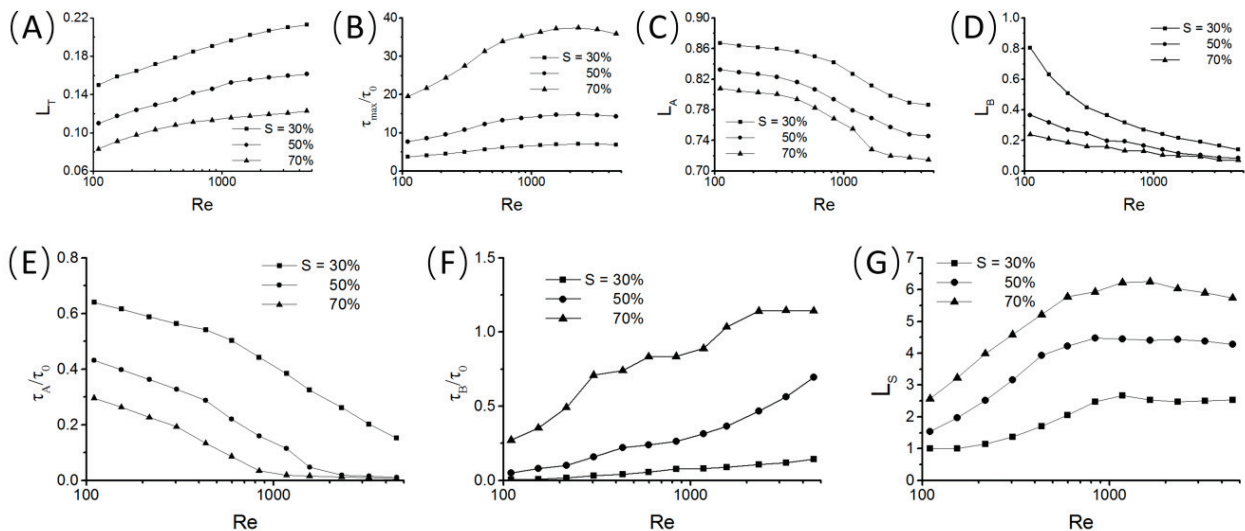 (A)
0.22
0.18
0.14
0.10
0.06
L_T
S = 30%
50%
70%
100
1000
Re
(B)
40
30
20
10
0
τ_max/τ_0
S = 30%
50%
70%
100
1000
Re
(C)
0.90
0.86
0.82
0.78
0.74
0.70
L_A
S = 30%
50%
70%
100
1000
Re
(D)
1.0
0.8
0.6
0.4
0.2
0.0
L_B
S = 30%
50%
70%
100
1000
Re
(E)
0.8
0.6
0.4
0.2
0.0
τ_A/τ_0
S = 30%
50%
70%
100
1000
Re
(F)
1.5
1.0
0.5
0.0
τ_B/τ_0
S = 30%
50%
70%
100
1000
Re
(G)
7
6
5
4
3
2
1
0
L_S
S = 30%
50%
70%
100
1000
Re